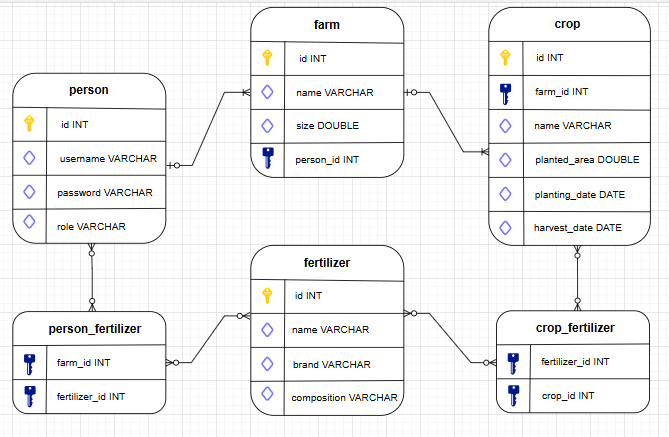 person
id INT
username VARCHAR
password VARCHAR
role VARCHAR
farm
id INT
name VARCHAR
size DOUBLE
person_id INT
crop
id INT
farm_id INT
name VARCHAR
planted_area DOUBLE
planting_date DATE
harvest_date DATE
person_fertilizer
farm_id INT
fertilizer_id INT
fertilizer
id INT
name VARCHAR
brand VARCHAR
composition VARCHAR
crop_fertilizer
fertilizer_id INT
crop_id INT